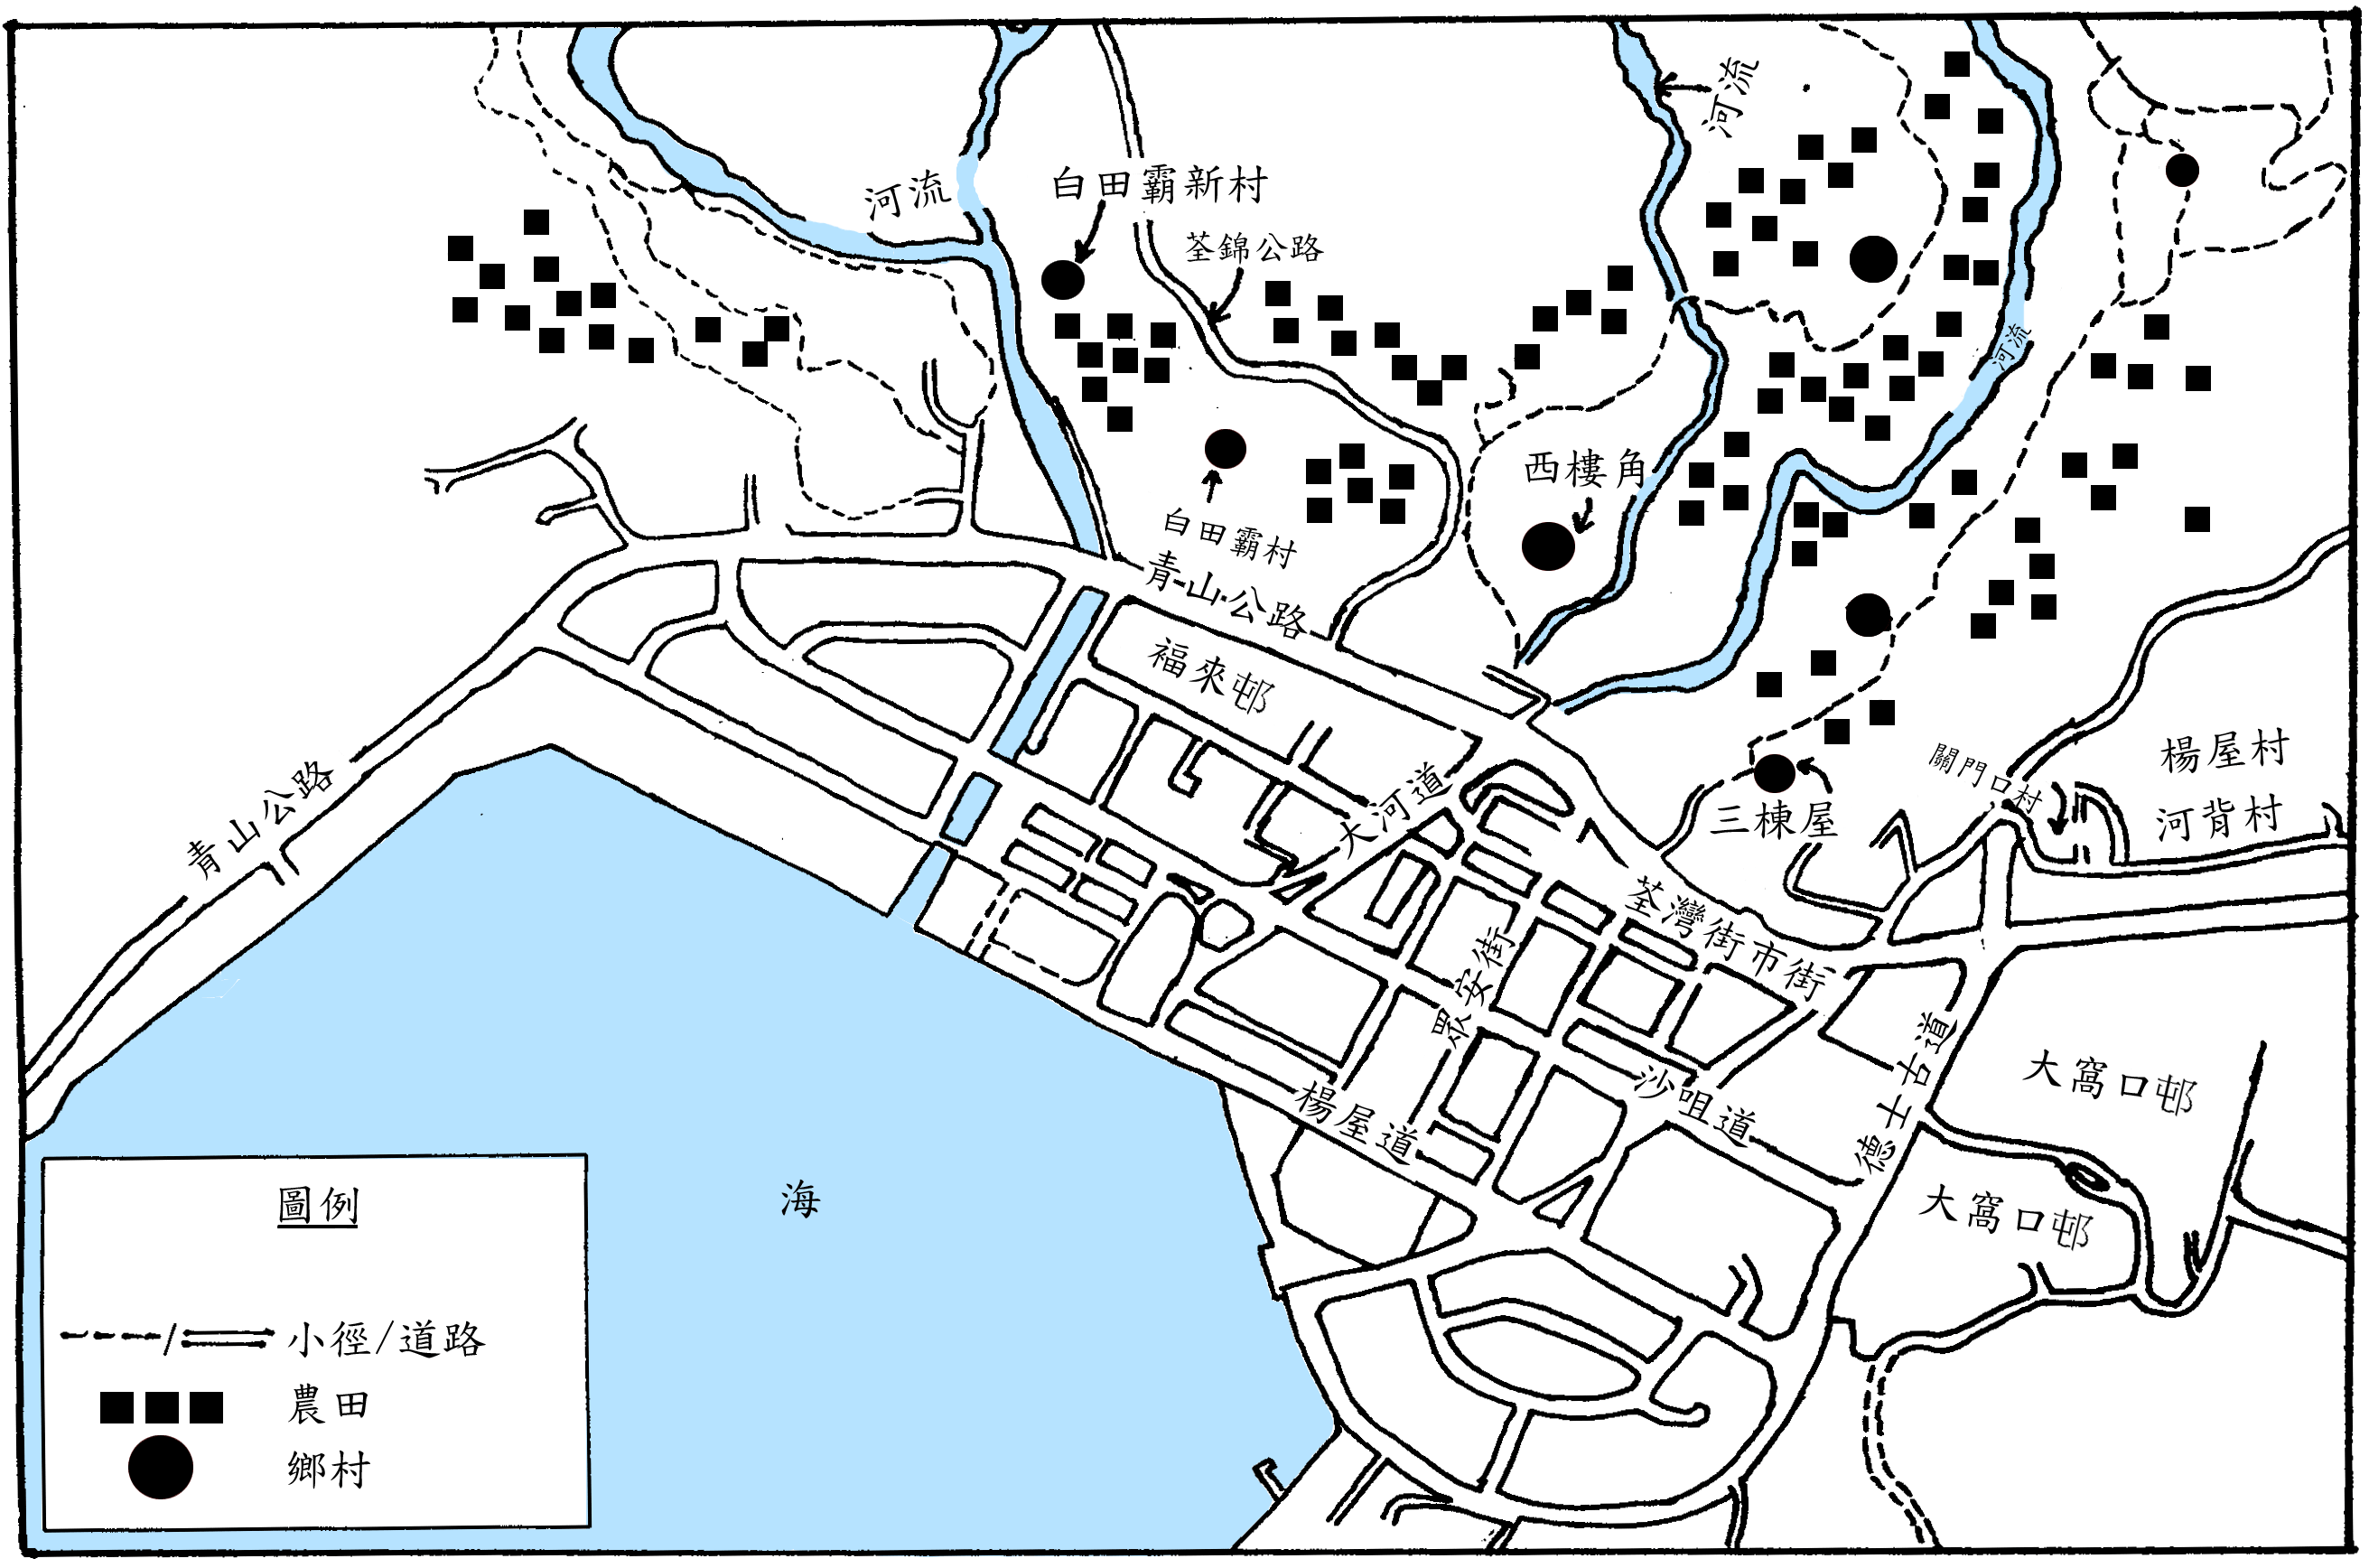 河流
河流
白田霸新村
荃錦公路
河流
西樓角
白田霸村
青山公路
褔來邨
大河道
關門口村
楊屋村
河背村
三棟屋
青山公路
荃灣街市街
眾安街
沙咀道
楊屋道
德士古道
大窩口邨
大窩口邨
海
圖例
小徑/道路
農田
鄉村